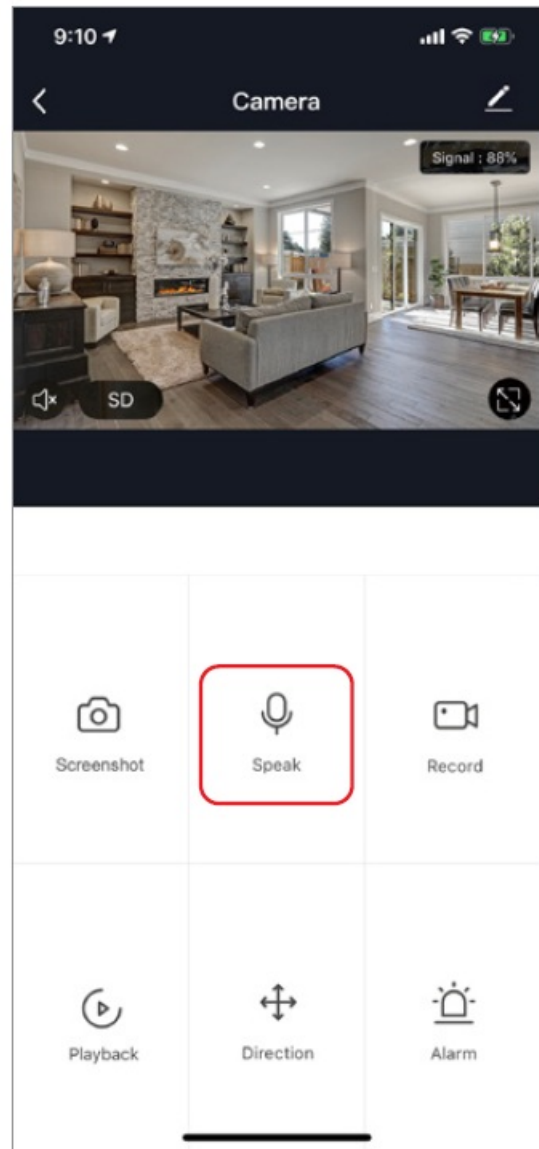 9:10
Camera
Signal : 88%
SD
Screenshot
Speak
Record
Playback
Direction
Alarm